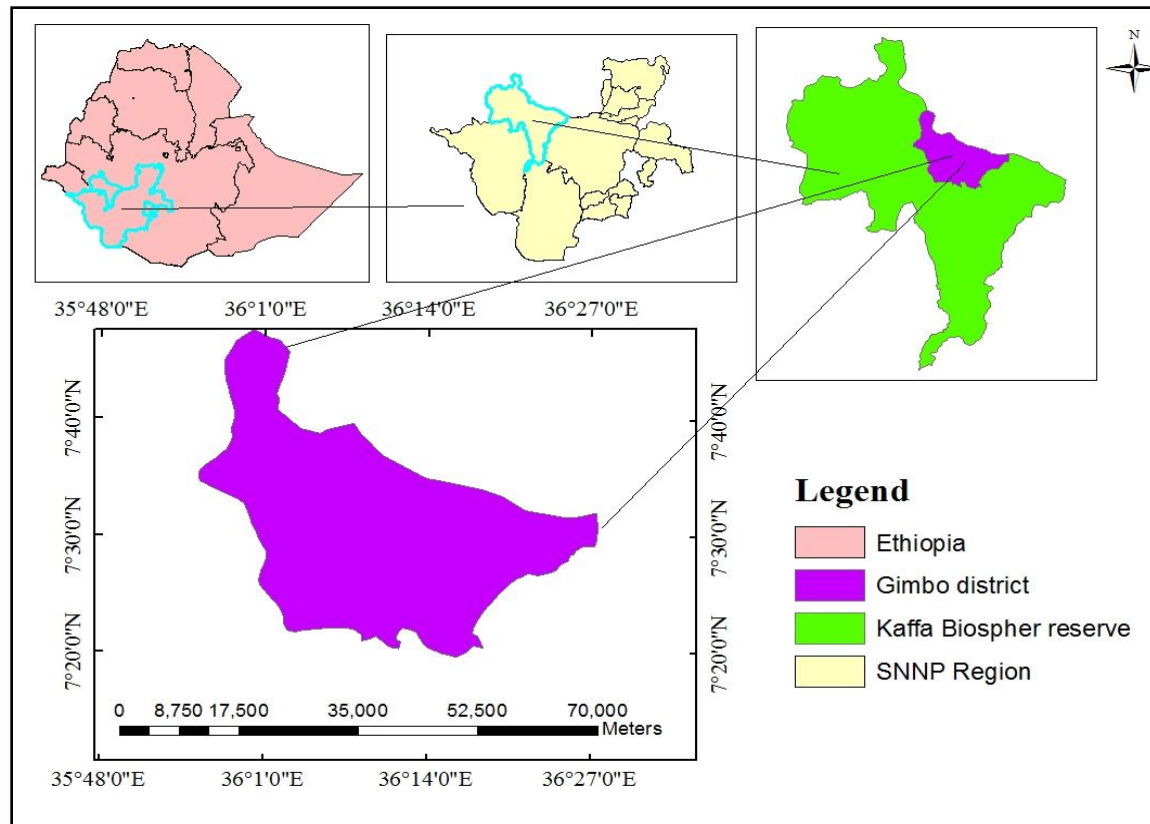 N
35°48'0"E 36°1'0"E 36°14'0"E 36°27'0"E
7°40'0"N 7°40'0"N
7°30'0"N 7°30'0"N
7°20'0"N 7°20'0"N
Legend
Ethiopia
Gimbo district
Kaffa Biospher reserve
SNNP Region
0 8,750 17,500 35,000 52,500 70,000
Meters
35°48'0"E 36°1'0"E 36°14'0"E 36°27'0"E